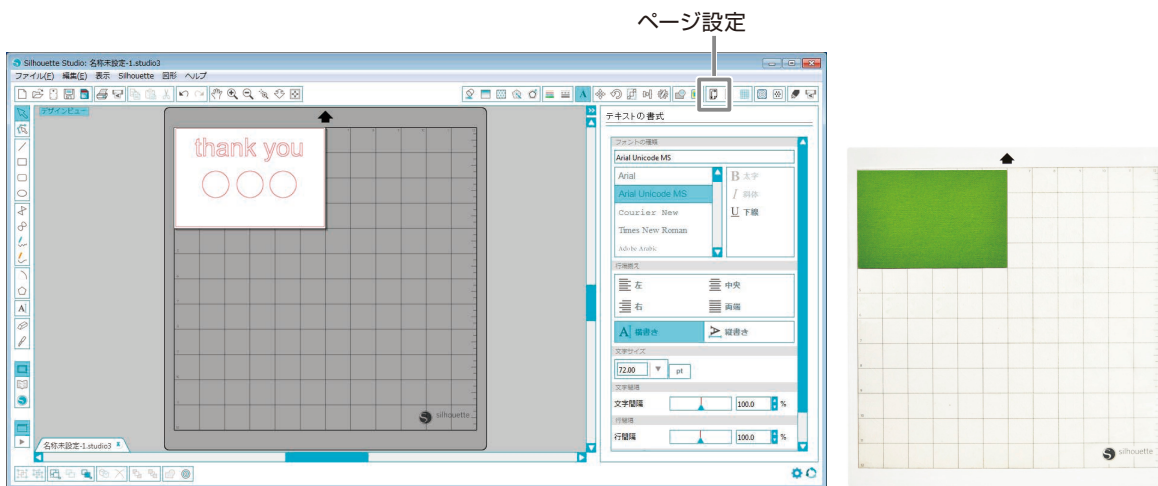 ページ設定
Silhouette Studio: 名称未設定-1.studio3
ファイル(F) 編集(E) 表示 Silhouette 図形 ヘルプ
デザインビュー
テキストの書式
thank you
フォントの種類
Arial Unicode MS
Arial
B 太字
Arial Unicode MS
I 斜体
Courier New
U 下線
Times New Roman
Adobe Arabic
行端揃え
左
中央
右
両端
横書き
縦書き
文字サイズ
72.00 pt
文字間隔
文字間隔 100.0 %
行間隔
行間隔 100.0 %
silhouette
名称未設定-1.studio3
silhouette